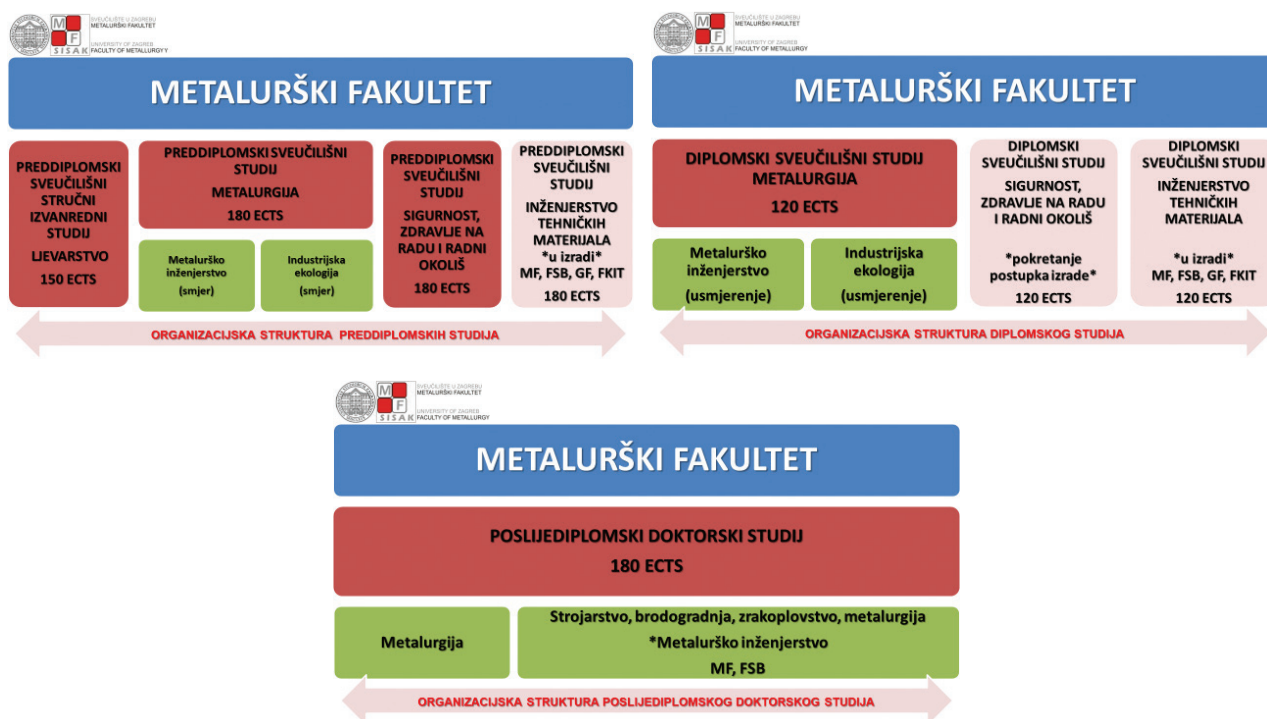 SVEUČILIŠTE U ZAGREBU
METALURŠKI FAKULTET
UNIVERSITY OF ZAGREB
FACULTY OF METALLURGY
M
F
SISAK
METALURŠKI FAKULTET
PREDDIPLOMSKI
SVEUČILIŠNI
STRUČNI
IZVANREDNI
STUDIJ
LJEVARSTVO
150 ECTS
PREDDIPLOMSKI SVEUČILIŠNI
STUDIJ
METALURGIJA
180 ECTS
Metalurško
inženjerstvo
(smjer)
Industrijska
ekologija
(smjer)
PREDDIPLOMSKI
SVEUČILIŠNI
STUDIJ
SIGURNOST,
ZDRAVLJE NA
RADU I RADNI
OKOLIŠ
180 ECTS
PREDDIPLOMSKI
SVEUČILIŠNI
STUDIJ
INŽENJERSTVO
TEHNIČKIH
MATERIJALA
*u izradi*
MF, FSB, GF, FKIT
180 ECTS
ORGANIZACIJSKA STRUKTURA PREDDIPLOMSKIH STUDIJA
SVEUČILIŠTE U ZAGREBU
METALURŠKI FAKULTET
UNIVERSITY OF ZAGREB
FACULTY OF METALLURGY
M
F
SISAK
METALURŠKI FAKULTET
DIPLOMSKI SVEUČILIŠNI STUDIJ
METALURGIJA
120 ECTS
Metalurško
inženjerstvo
(usmjerenje)
Industrijska
ekologija
(usmjerenje)
DIPLOMSKI
SVEUČILIŠNI STUDIJ
SIGURNOST,
ZDRAVLJE NA RADU
I RADNI OKOLIŠ
*pokretanje
postupka izrade*
120 ECTS
DIPLOMSKI
SVEUČILIŠNI STUDIJ
INŽENJERSTVO
TEHNIČKIH
MATERIJALA
*u izradi*
MF, FSB, GF, FKIT
120 ECTS
ORGANIZACIJSKA STRUKTURA DIPLOMSKOG STUDIJA
SVEUČILIŠTE U ZAGREBU
METALURŠKI FAKULTET
UNIVERSITY OF ZAGREB
FACULTY OF METALLURGY
M
F
SISAK
METALURŠKI FAKULTET
POSLIJEDIPLOMSKI DOKTORSKI STUDIJ
180 ECTS
Metalurgija
Strojarstvo, brodogradnja, zrakoplovstvo, metalurgija
*Metalurško inženjerstvo
MF, FSB
ORGANIZACIJSKA STRUKTURA POSLIJEDIPLOMSKOG DOKTORSKOG STUDIJA